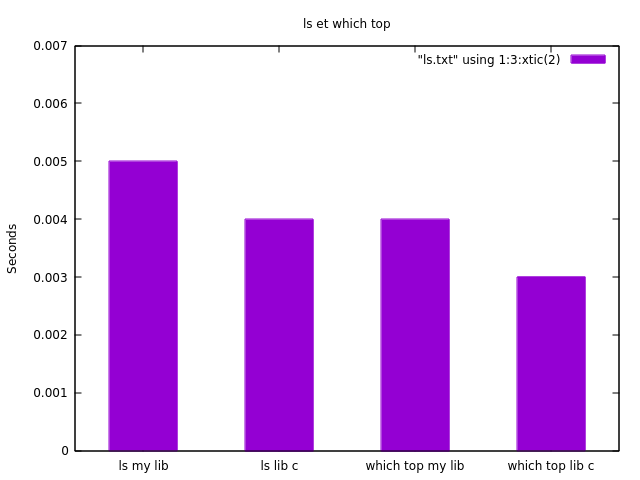 ls et which top
"ls.txt" using 1:3:xtic(2)
Seconds
0.007
0.006
0.005
0.004
0.003
0.002
0.001
0
ls my lib
ls lib c
which top my lib
which top lib c